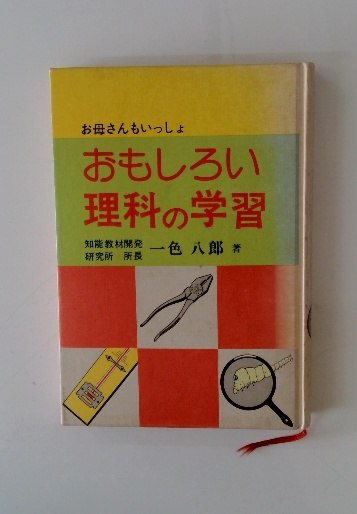 お母さんもいっしょ
おもしろい
理科の学習
知能教材開発
研究所 所長
一色八郎 著